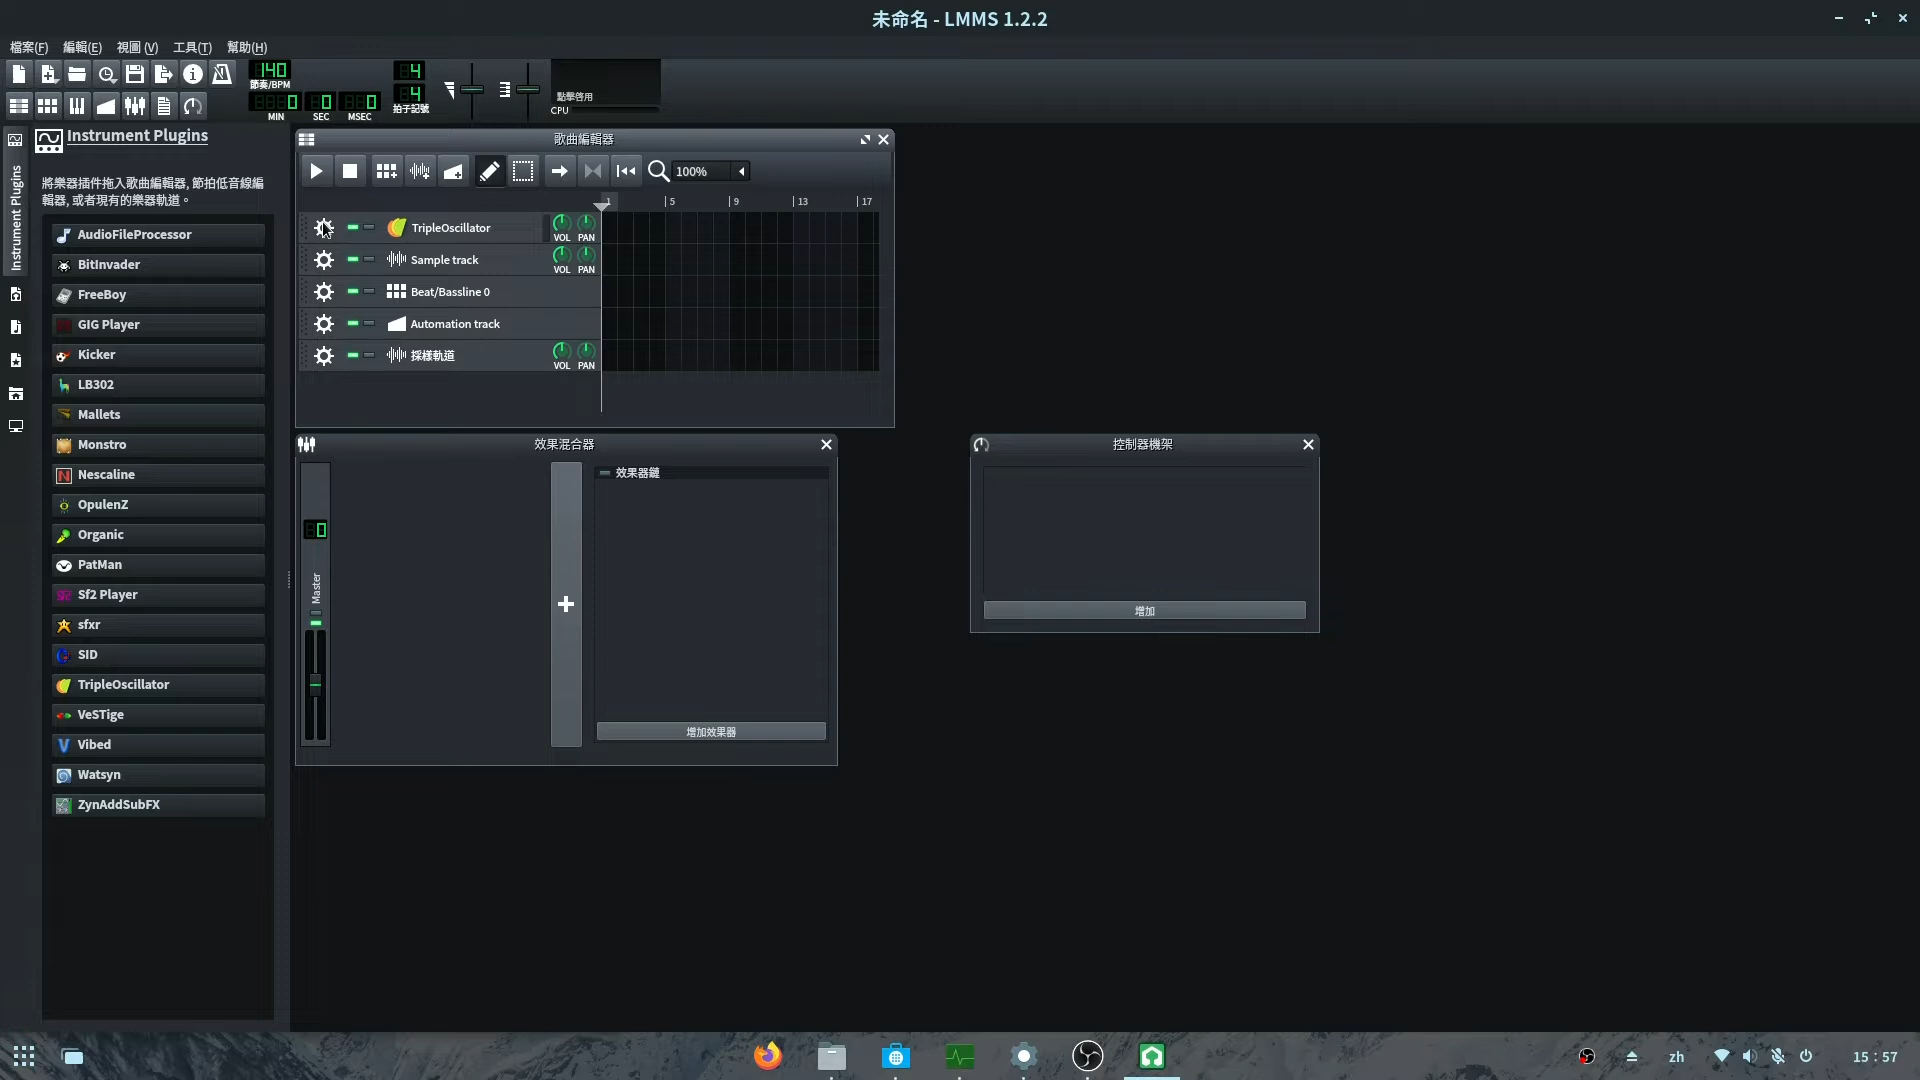 未命名 - LMMS 1.2.2
檔案(F) 編輯(E) 視圖 (V) 工具(T) 幫助(H)
140
節奏/BPM
0 0 0
MIN SEC MSEC
4
4
拍子記號
點擊啓用
CPU
Instrument Plugins
Instrument Plugins
將樂器插件拖入歌曲編輯器, 節拍低音線編
輯器, 或者現有的樂器軌道。
AudioFileProcessor
BitInvader
FreeBoy
GIG Player
Kicker
LB302
Mallets
Monstro
Nescaline
OpulenZ
Organic
PatMan
Sf2 Player
sfxr
SID
TripleOscillator
VeSTige
Vibed
Watsyn
ZynAddSubFX
歌曲編輯器
100%
1 5 9 13 17
TripleOscillator VOL PAN
Sample track VOL PAN
Beat/Bassline 0
Automation track
採樣軌道 VOL PAN
效果混合器
0
Master
效果器鏈
增加效果器
控制器機架
增加
zh
15：57